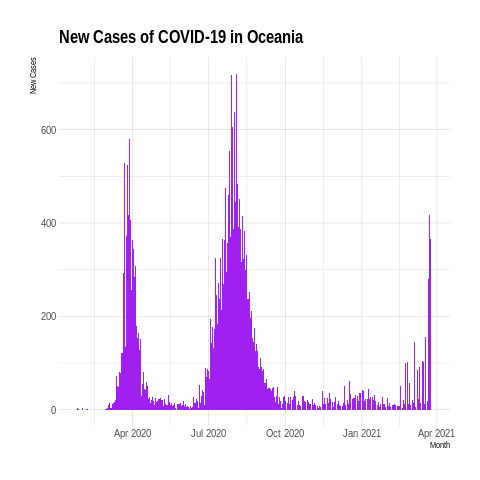 New Cases of COVID-19 in Oceania
New Cases
600
400
200
0
Apr 2020 Jul 2020 Oct 2020 Jan 2021 Apr 2021
Month